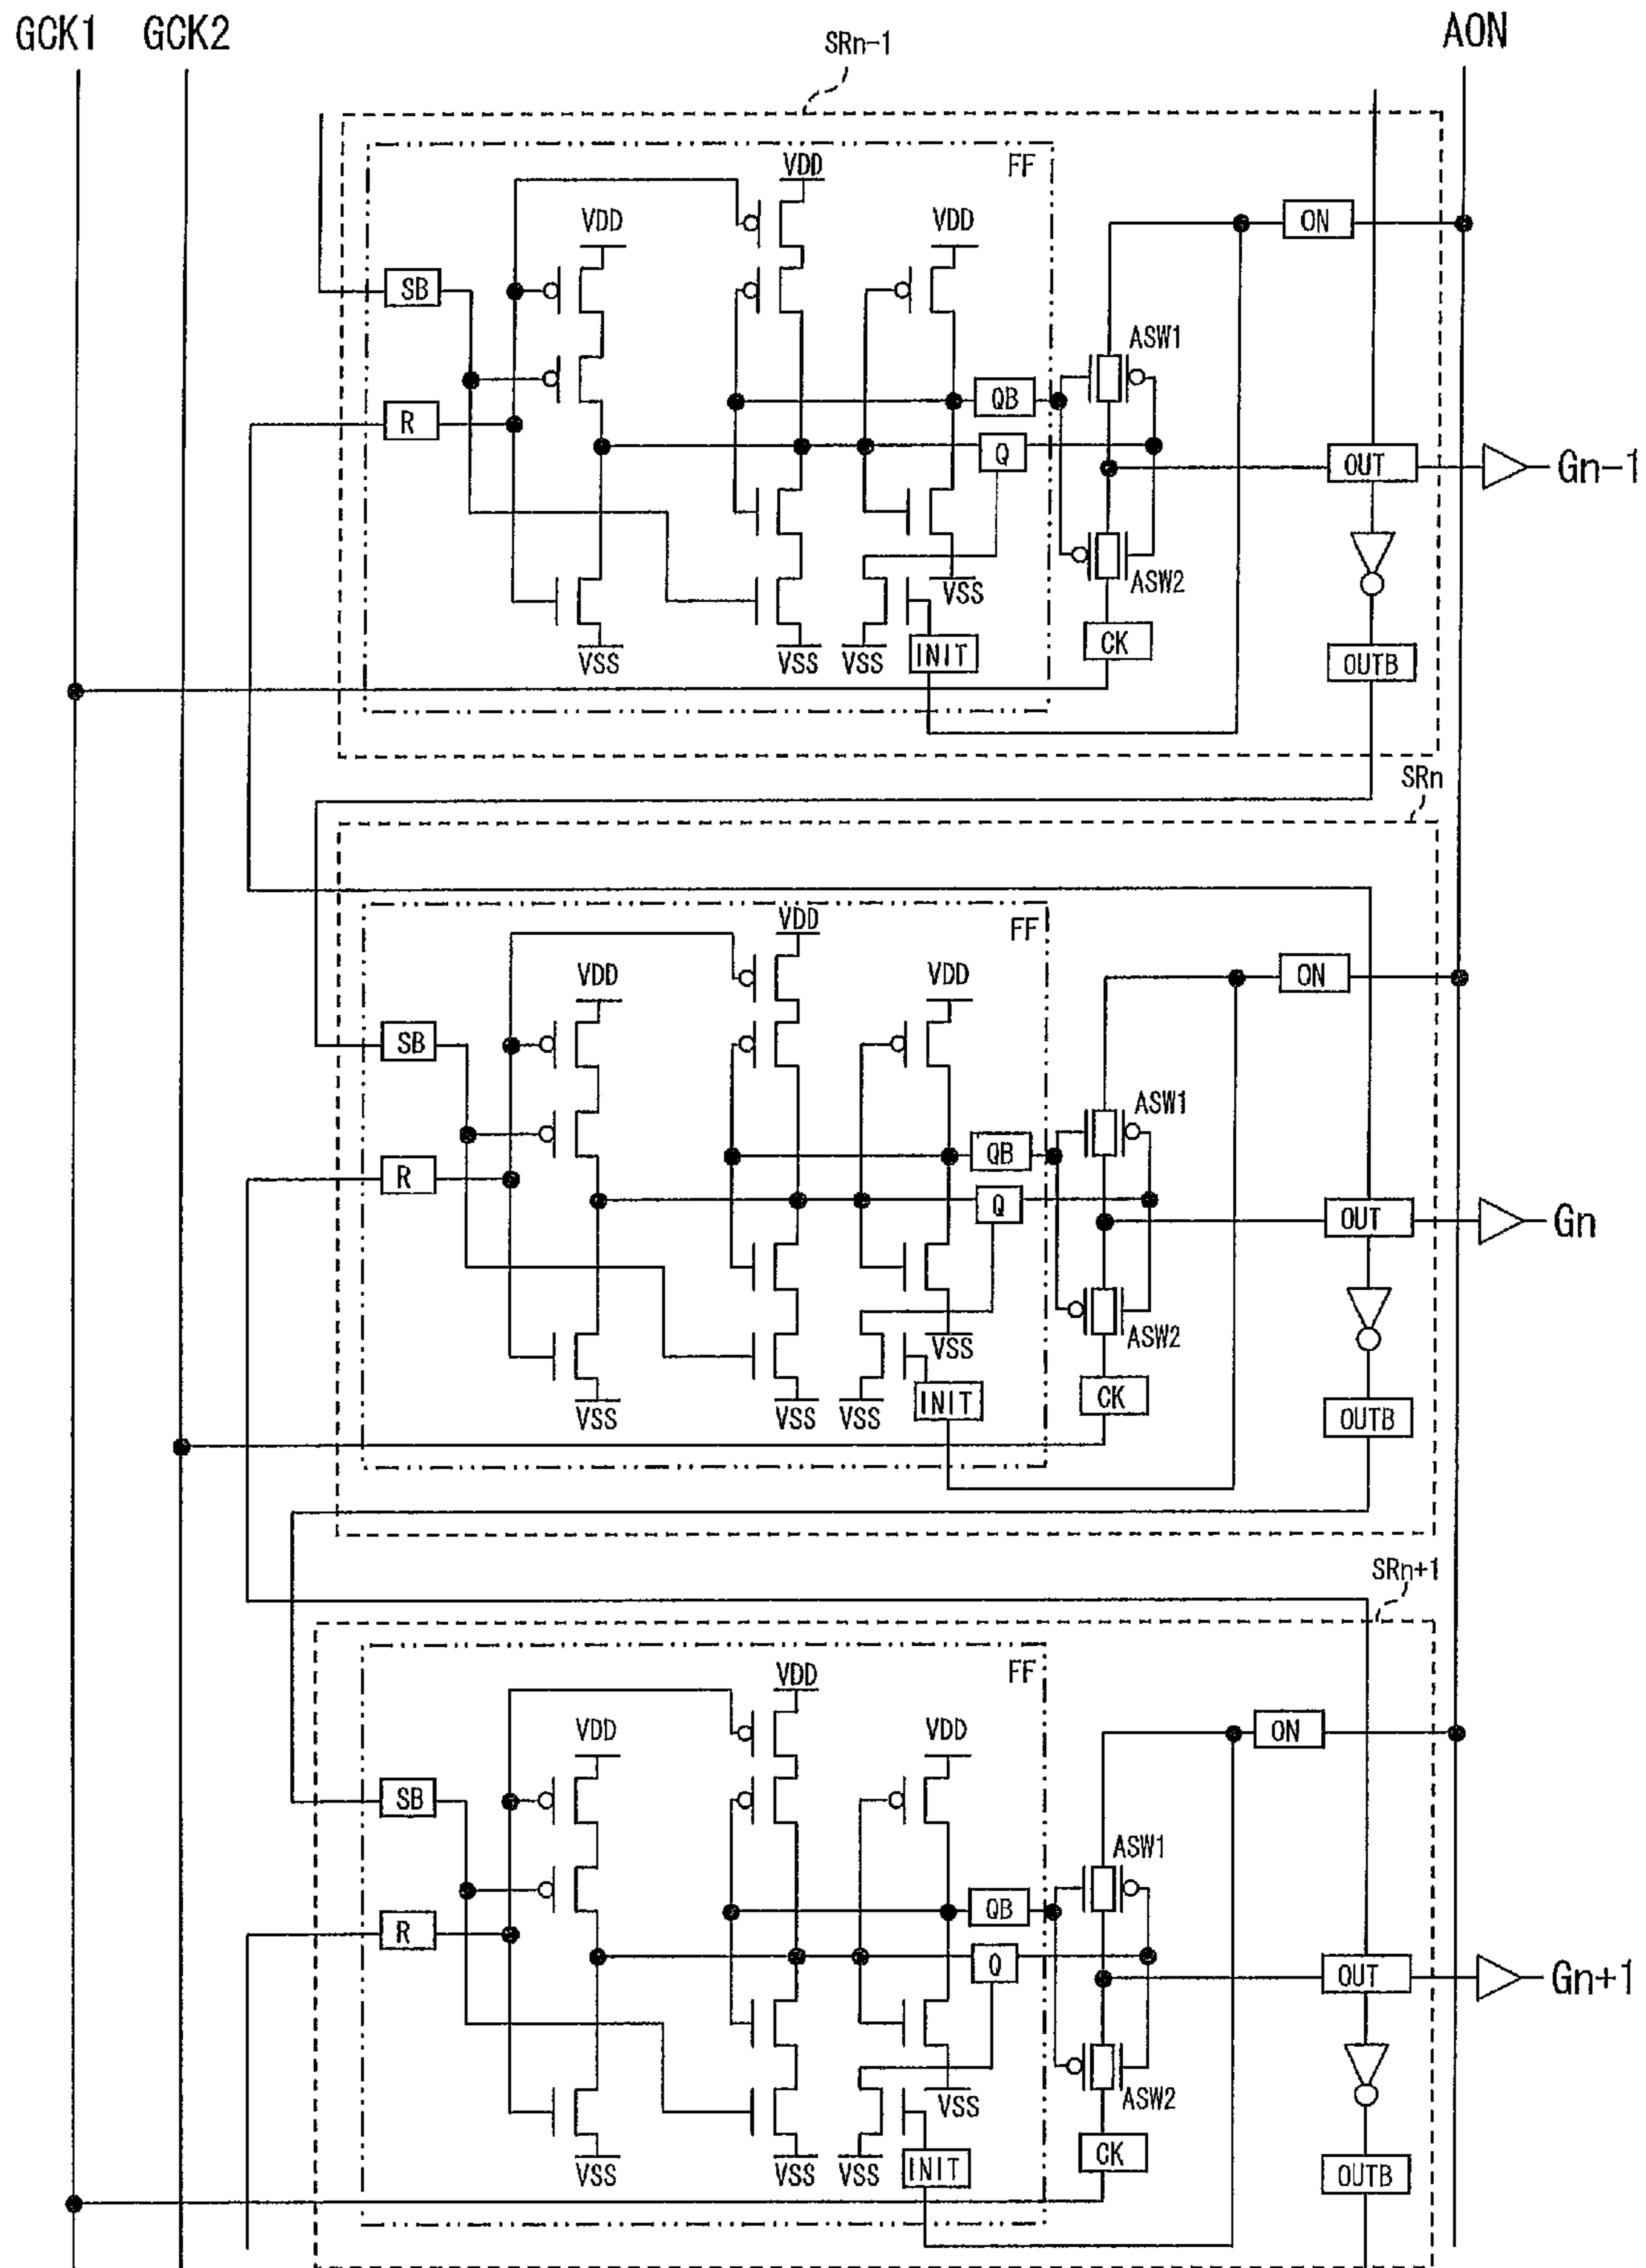 GCK1 GCK2 AON
SRn-1
FF
VDD
VDD
VDD
ON
SB
ASW1
R
QB
Q
OUT
Gn-1
ASW2
VSS
CK
VSS
VSS
VSS
INIT
OUTB
SRn
FF
VDD
VDD
VDD
ON
SB
ASW1
QB
R
Q
OUT
Gn
ASW2
VSS
CK
INIT
VSS
VSS
VSS
OUTB
SRn+1
FF
VDD
VDD
VDD
ON
SB
ASW1
QB
R
Q
OUT
Gn+1
ASW2
VSS
CK
VSS
VSS
VSS
INIT
OUTB